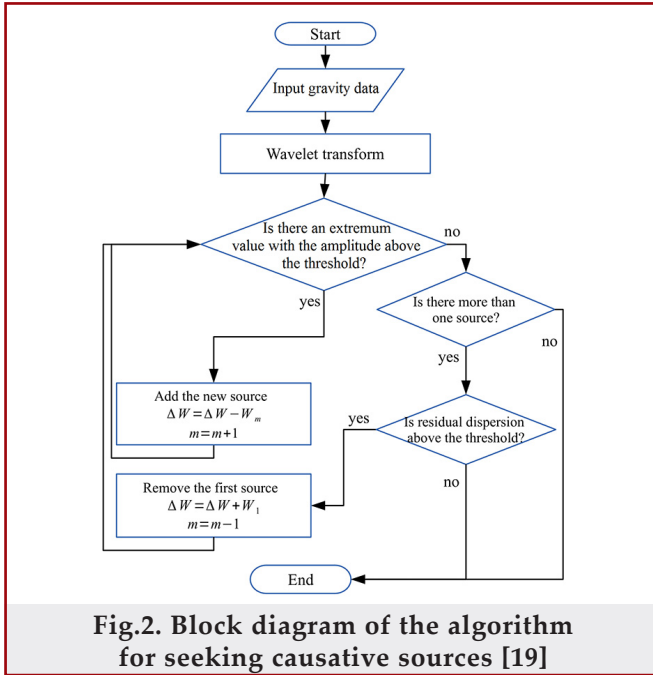 Start
Input gravity data
Wavelet transform
Is there an extremum
value with the amplitude above
the threshold?
no
yes
Is there more than
one source?
no
yes
Add the new source
ΔW=ΔW−Wₘ
m=m+1
yes
Is residual dispersion
above the threshold?
no
Remove the first source
ΔW=ΔW+W₁
m=m−1
End
Fig.2. Block diagram of the algorithm
for seeking causative sources [19]